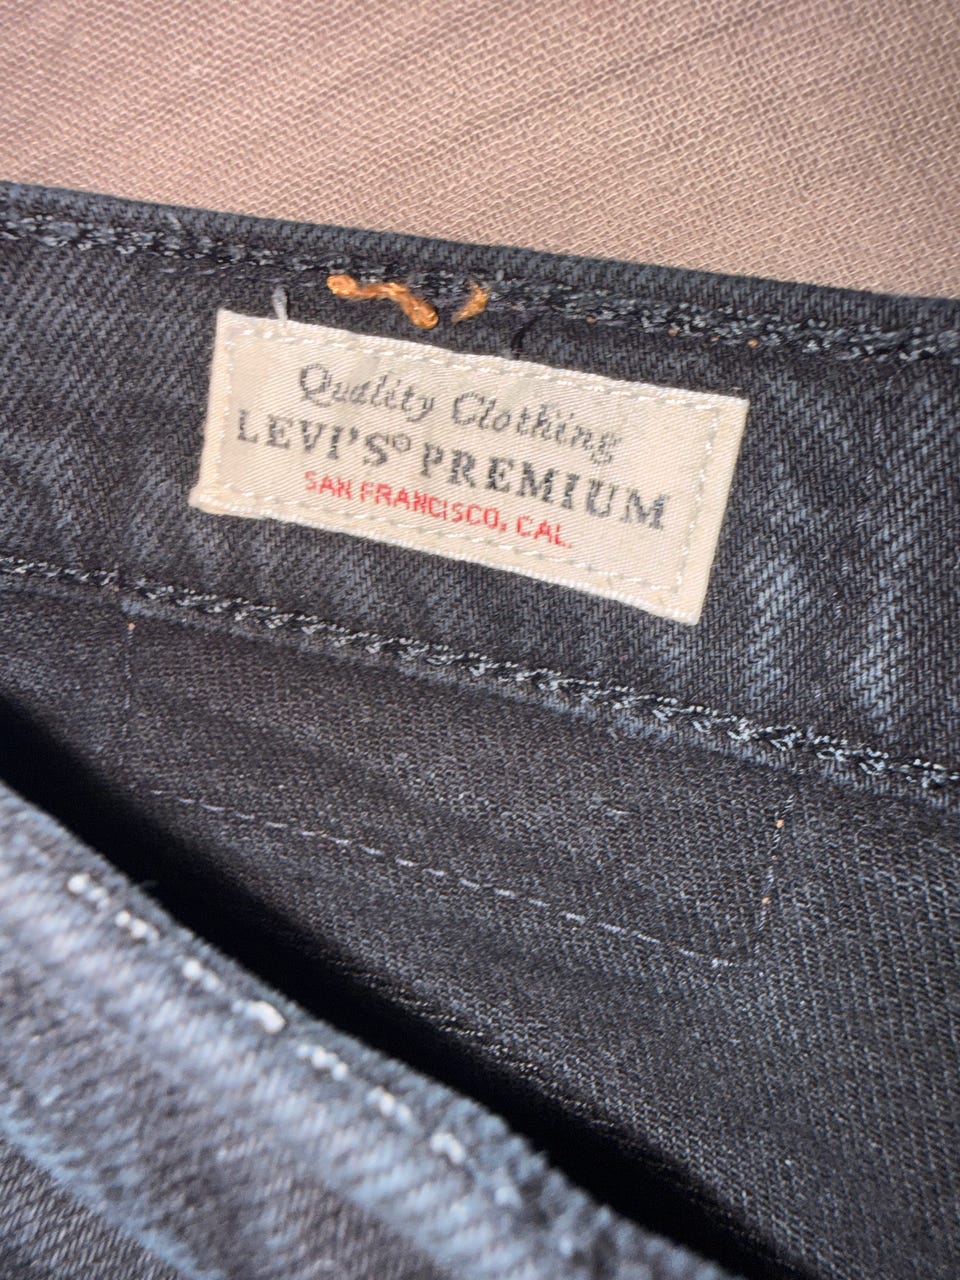 Quality Clothing
LEVI'S® PREMIUM
SAN FRANCISCO, CAL.